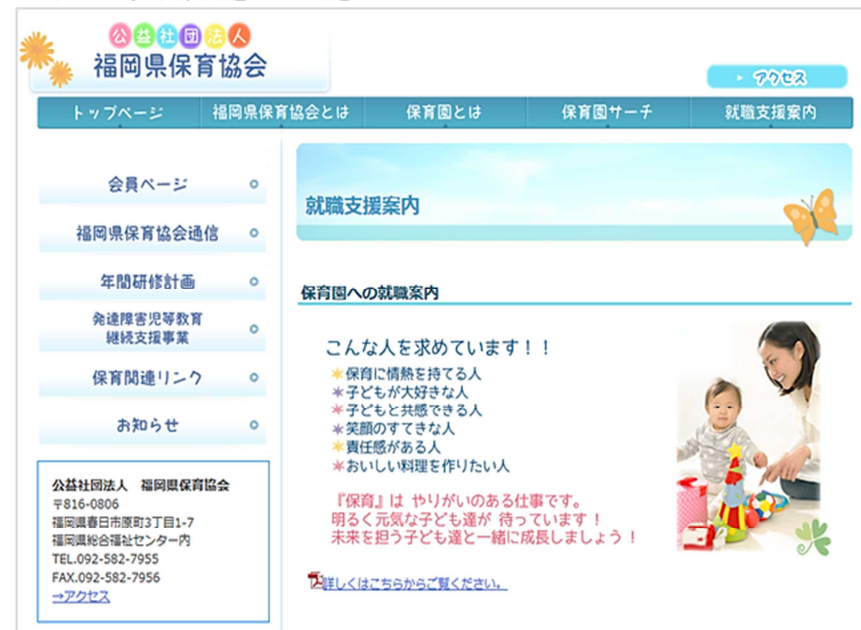 公益社団法人
福岡県保育協会
アクセス
トップページ 福岡県保育協会とは 保育園とは 保育園サーチ 就職支援案内
会員ページ
福岡県保育協会通信
年間研修計画
発達障害児等教育
継続支援事業
保育関連リンク
お知らせ
公益社団法人 福岡県保育協会
〒816-0806
福岡県春日市原町3丁目1-7
福岡県総合福祉センター内
TEL.092-582-7955
FAX.092-582-7956
→アクセス
就職支援案内
保育園への就職案内
こんな人を求めています！！
保育に情熱を持てる人
子どもが大好きな人
子どもと共感できる人
笑顔のすてきな人
責任感がある人
おいしい料理を作りたい人
『保育』は やりがいのある仕事です。
明るく元気な子ども達が 待っています！
未来を担う子ども達と一緒に成長しましょう！
詳しくはこちらからご覧ください。